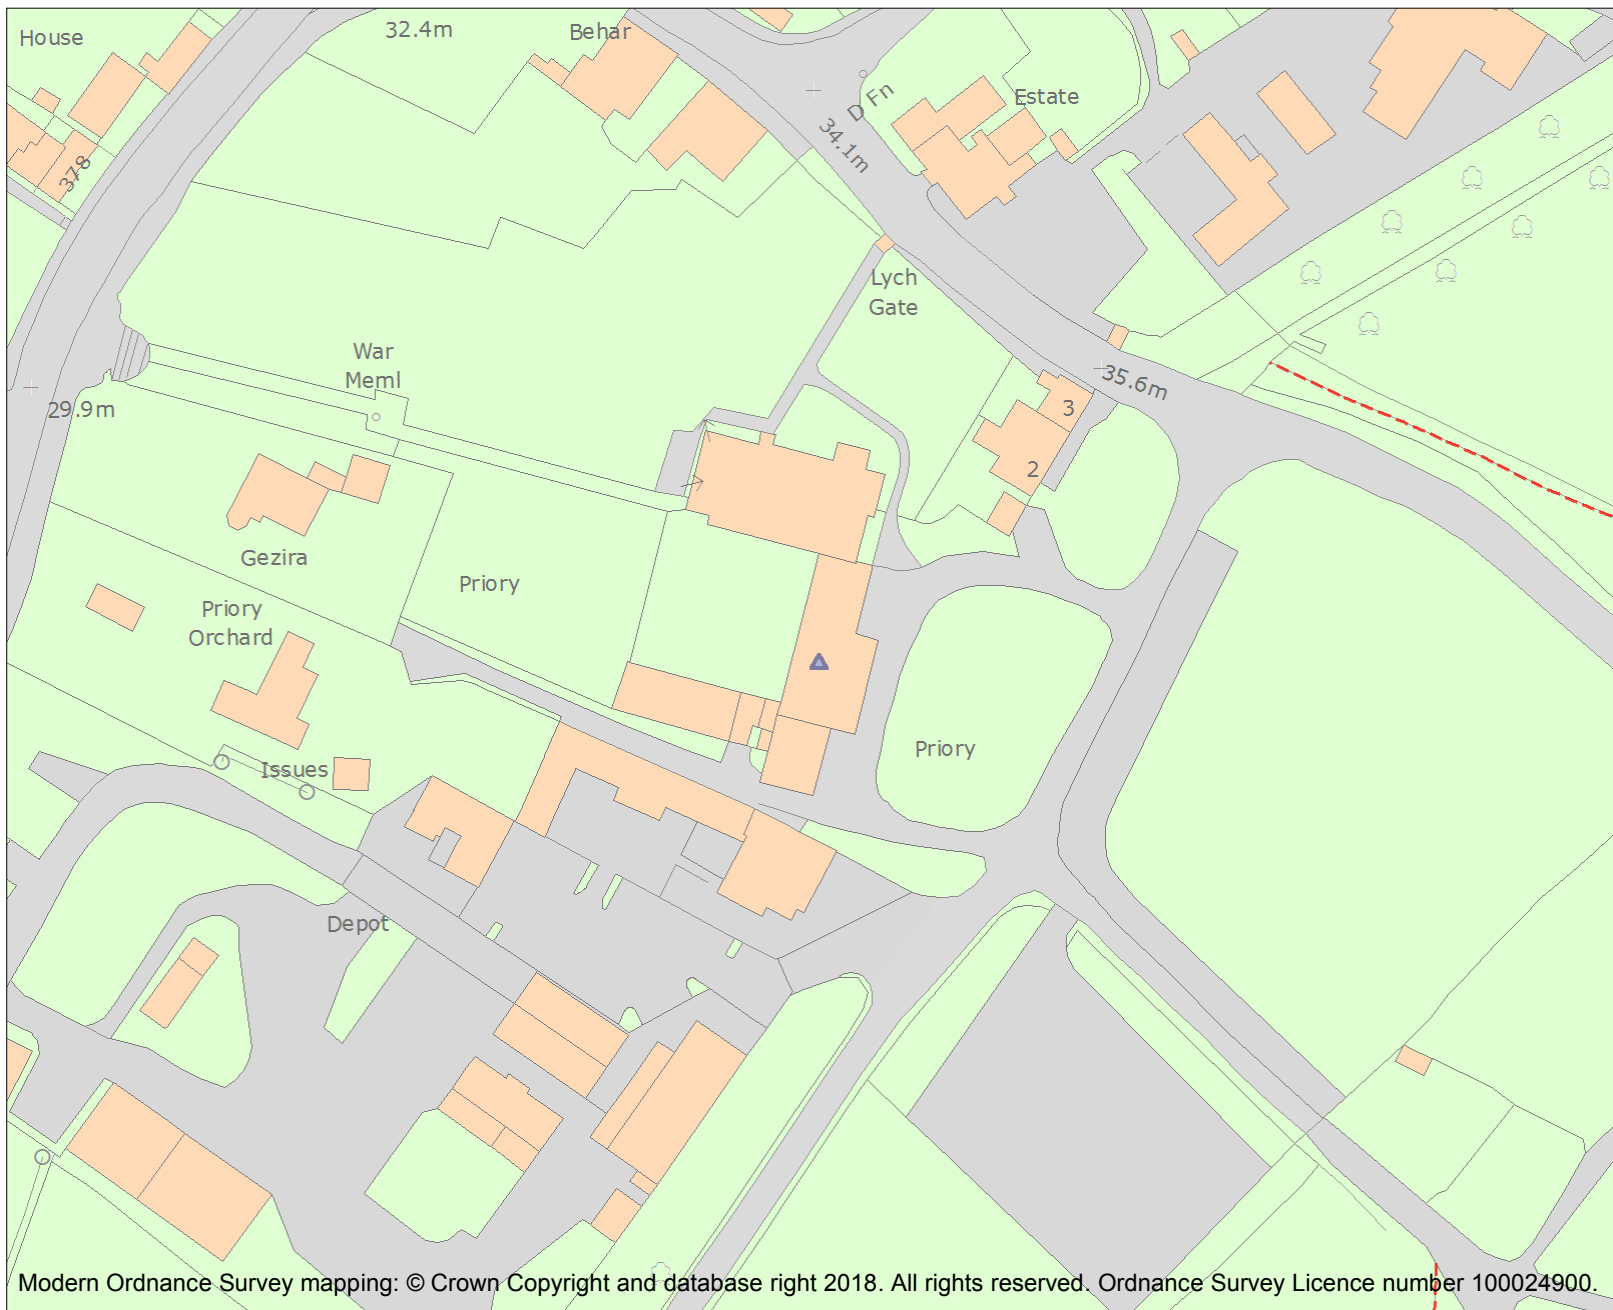 House
32.4m
Behar
D Fn
Estate
34.1m
378
Lych
Gate
War
Meml
29.9m
35.6m
3
2
Gezira
Priory
Priory
Orchard
Priory
Issues
Depot
Modern Ordnance Survey mapping: © Crown Copyright and database right 2018. All rights reserved. Ordnance Survey Licence number 100024900.